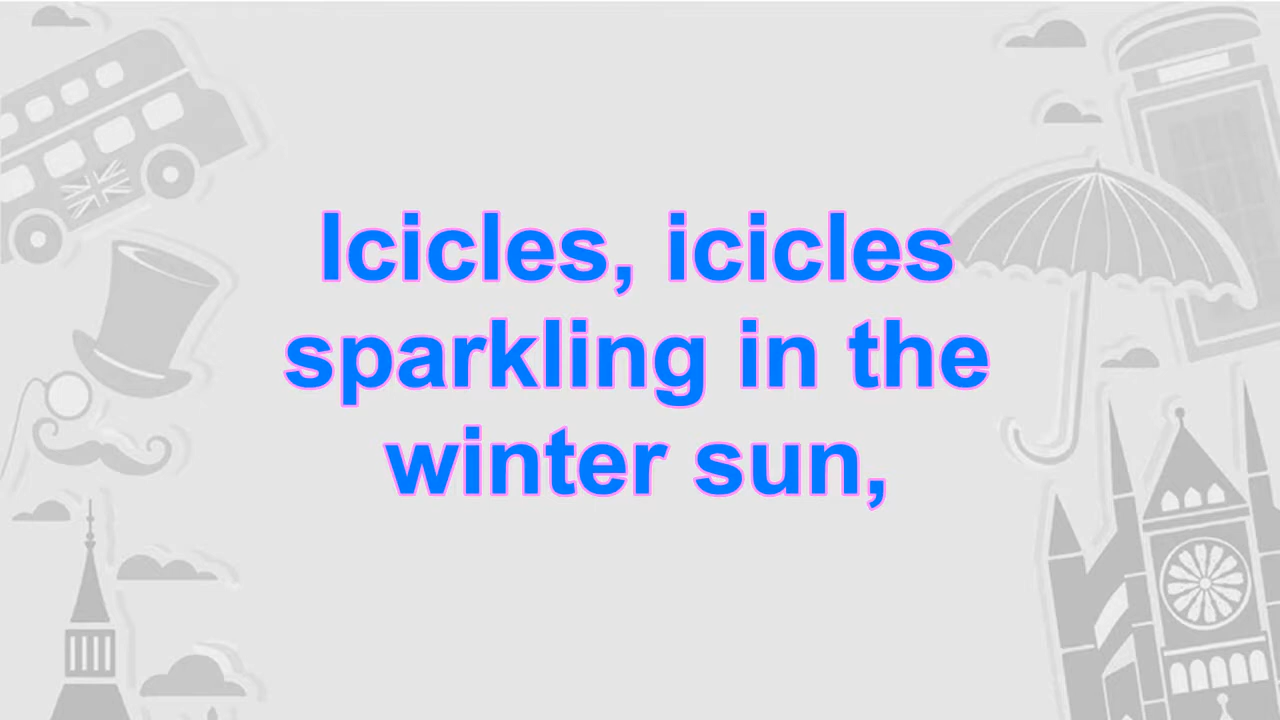 Icicles, icicles
sparkling in the
winter sun,